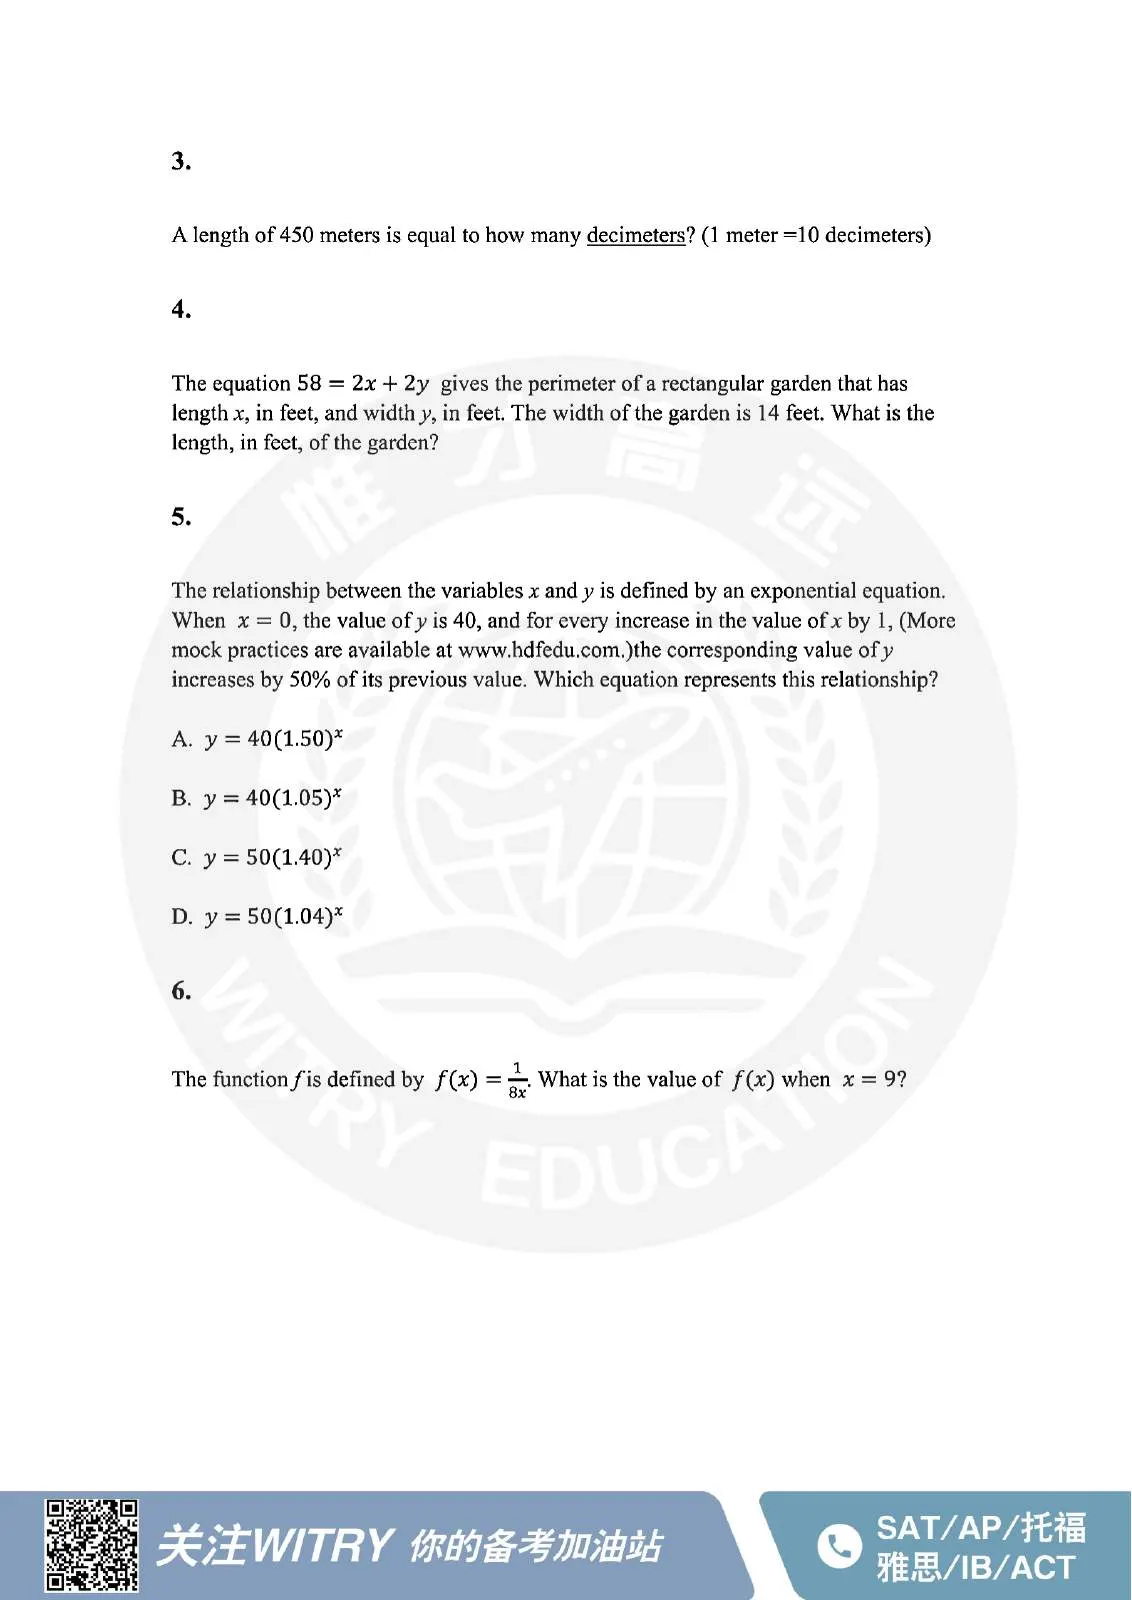 3.
A length of 450 meters is equal to how many decimeters? (1 meter =10 decimeters)
4.
The equation 58 = 2x + 2y gives the perimeter of a rectangular garden that has
length x, in feet, and width y, in feet. The width of the garden is 14 feet. What is the
length, in feet, of the garden?
5.
The relationship between the variables x and y is defined by an exponential equation.
When x = 0, the value of y is 40, and for every increase in the value of x by 1, (More
mock practices are available at www.hdfedu.com.)the corresponding value of y
increases by 50% of its previous value. Which equation represents this relationship?
A. y = 40(1.50)^x
B. y = 40(1.05)^x
C. y = 50(1.40)^x
D. y = 50(1.04)^x
6.
The function f is defined by f(x) = 1/8x. What is the value of f(x) when x = 9?
惟才高远
WITRY EDUCATION
关注WITRY 你的备考加油站
SAT/AP/托福
雅思/IB/ACT